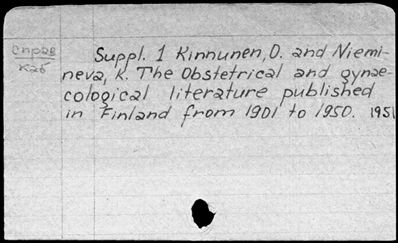 Suppl. 1 Kinnunen, O. and Niemi-
neva, K. The Obstetrical and gynae-
cological literature published
in Finland from 1901 to 1950. 1951